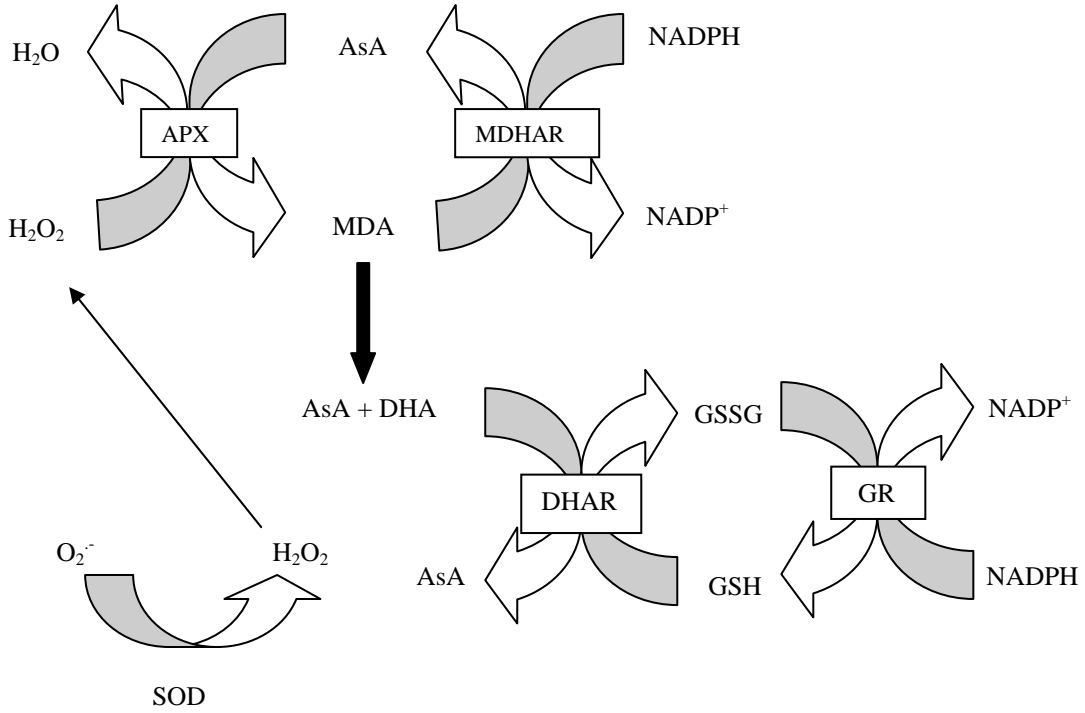 H₂O
AsA
NADPH
APX
MDHAR
H₂O₂
MDA
NADP⁺
AsA + DHA
GSSG
NADP⁺
DHAR
GR
O₂·⁻
H₂O₂
AsA
GSH
NADPH
SOD